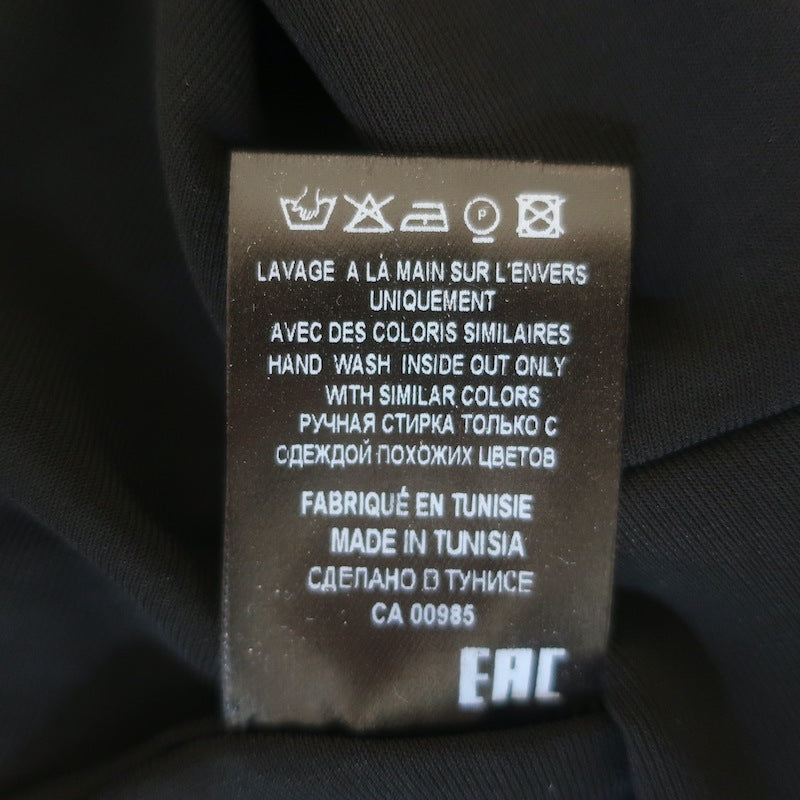 P
LAVAGE A LÀ MAIN SUR L'ENVERS
UNIQUEMENT
AVEC DES COLORIS SIMILAIRES
HAND WASH INSIDE OUT ONLY
WITH SIMILAR COLORS
РУЧНАЯ СТИРКА ТОЛЬКО С
ОДЕЖДОЙ ПОХОЖИХ ЦВЕТОВ
FABRIQUÉ EN TUNISIE
MADE IN TUNISIA
СДЕЛАНО В ТУНИСЕ
CA 00985
EAC